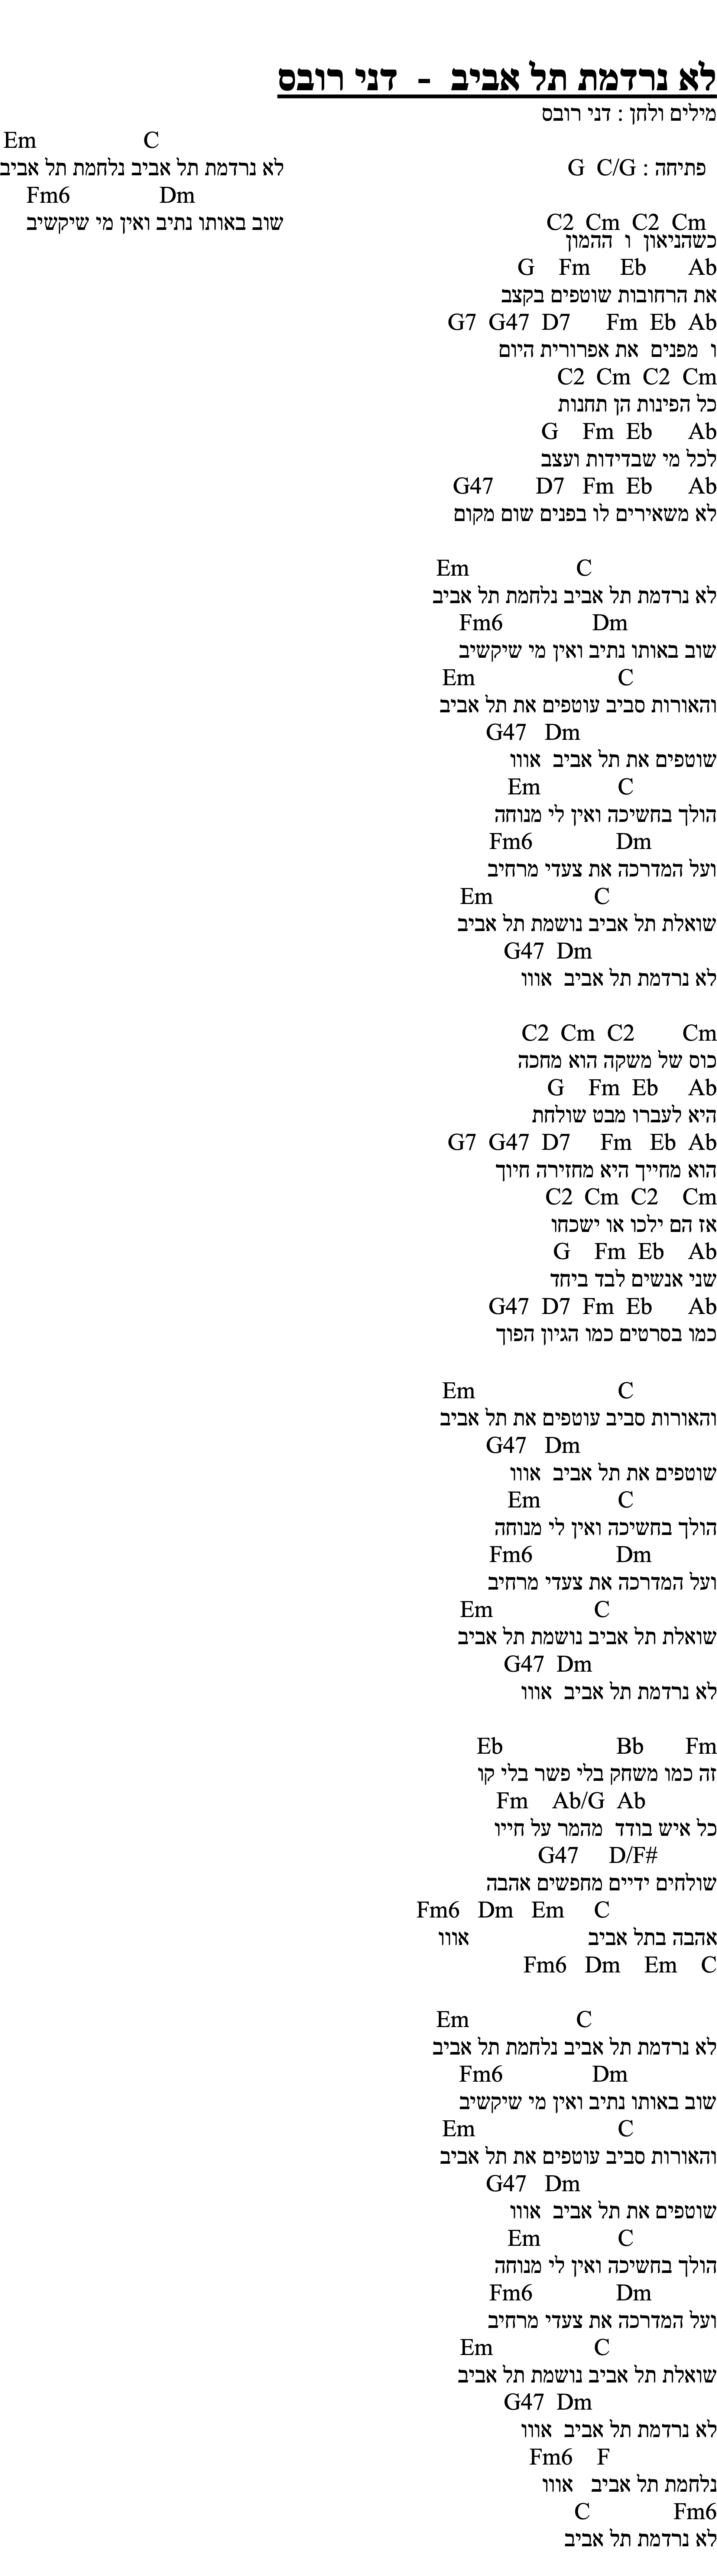 לא נרדמת תל אביב - דני רובס
מילים ולחן : דני רובס
פתיחה : G C/G
C2 Cm C2 Cm
כשהניאון ו ההמון
G Fm Eb Ab
את הרחובות שוטפים בקצב
G7 G47 D7 Fm Eb Ab
ו מפנים את אפרורית היום
C2 Cm C2 Cm
כל הפינות הן תחנות
G Fm Eb Ab
לכל מי שבדידות ועצב
G47 D7 Fm Eb Ab
לא משאירים לו בפנים שום מקום
Em C
לא נרדמת תל אביב נלחמת תל אביב
Fm6 Dm
שוב באותו נתיב ואין מי שיקשיב
Em C
והאורות סביב עוטפים את תל אביב
G47 Dm
שוטפים את תל אביב אווו
Em C
הולך בחשיכה ואין לי מנוחה
Fm6 Dm
ועל המדרכה את צעדי מרחיב
Em C
שואלת תל אביב נושמת תל אביב
G47 Dm
לא נרדמת תל אביב אווו
C2 Cm C2 Cm
כוס של משקה הוא מחכה
G Fm Eb Ab
היא לעברו מבט שולחת
G7 G47 D7 Fm Eb Ab
הוא מחייך היא מחזירה חיוך
C2 Cm C2 Cm
אז הם ילכו או ישכחו
G Fm Eb Ab
שני אנשים לבד ביחד
G47 D7 Fm Eb Ab
כמו בסרטים כמו הגיון הפוך
Em C
והאורות סביב עוטפים את תל אביב
G47 Dm
שוטפים את תל אביב אווו
Em C
הולך בחשיכה ואין לי מנוחה
Fm6 Dm
ועל המדרכה את צעדי מרחיב
Em C
שואלת תל אביב נושמת תל אביב
G47 Dm
לא נרדמת תל אביב אווו
Eb Bb Fm
זה כמו משחק בלי פשר בלי קו
Fm Ab/G Ab
כל איש בודד מהמר על חייו
G47 D/F#
שולחים ידיים מחפשים אהבה
Fm6 Dm Em C
אהבה בתל אביב אווו
Fm6 Dm Em C
Em C
לא נרדמת תל אביב נלחמת תל אביב
Fm6 Dm
שוב באותו נתיב ואין מי שיקשיב
Em C
והאורות סביב עוטפים את תל אביב
G47 Dm
שוטפים את תל אביב אווו
Em C
הולך בחשיכה ואין לי מנוחה
Fm6 Dm
ועל המדרכה את צעדי מרחיב
Em C
שואלת תל אביב נושמת תל אביב
G47 Dm
לא נרדמת תל אביב אווו
Fm6 F
נלחמת תל אביב אווו
C Fm6
לא נרדמת תל אביב
Em C
לא נרדמת תל אביב נלחמת תל אביב
Fm6 Dm
שוב באותו נתיב ואין מי שיקשיב